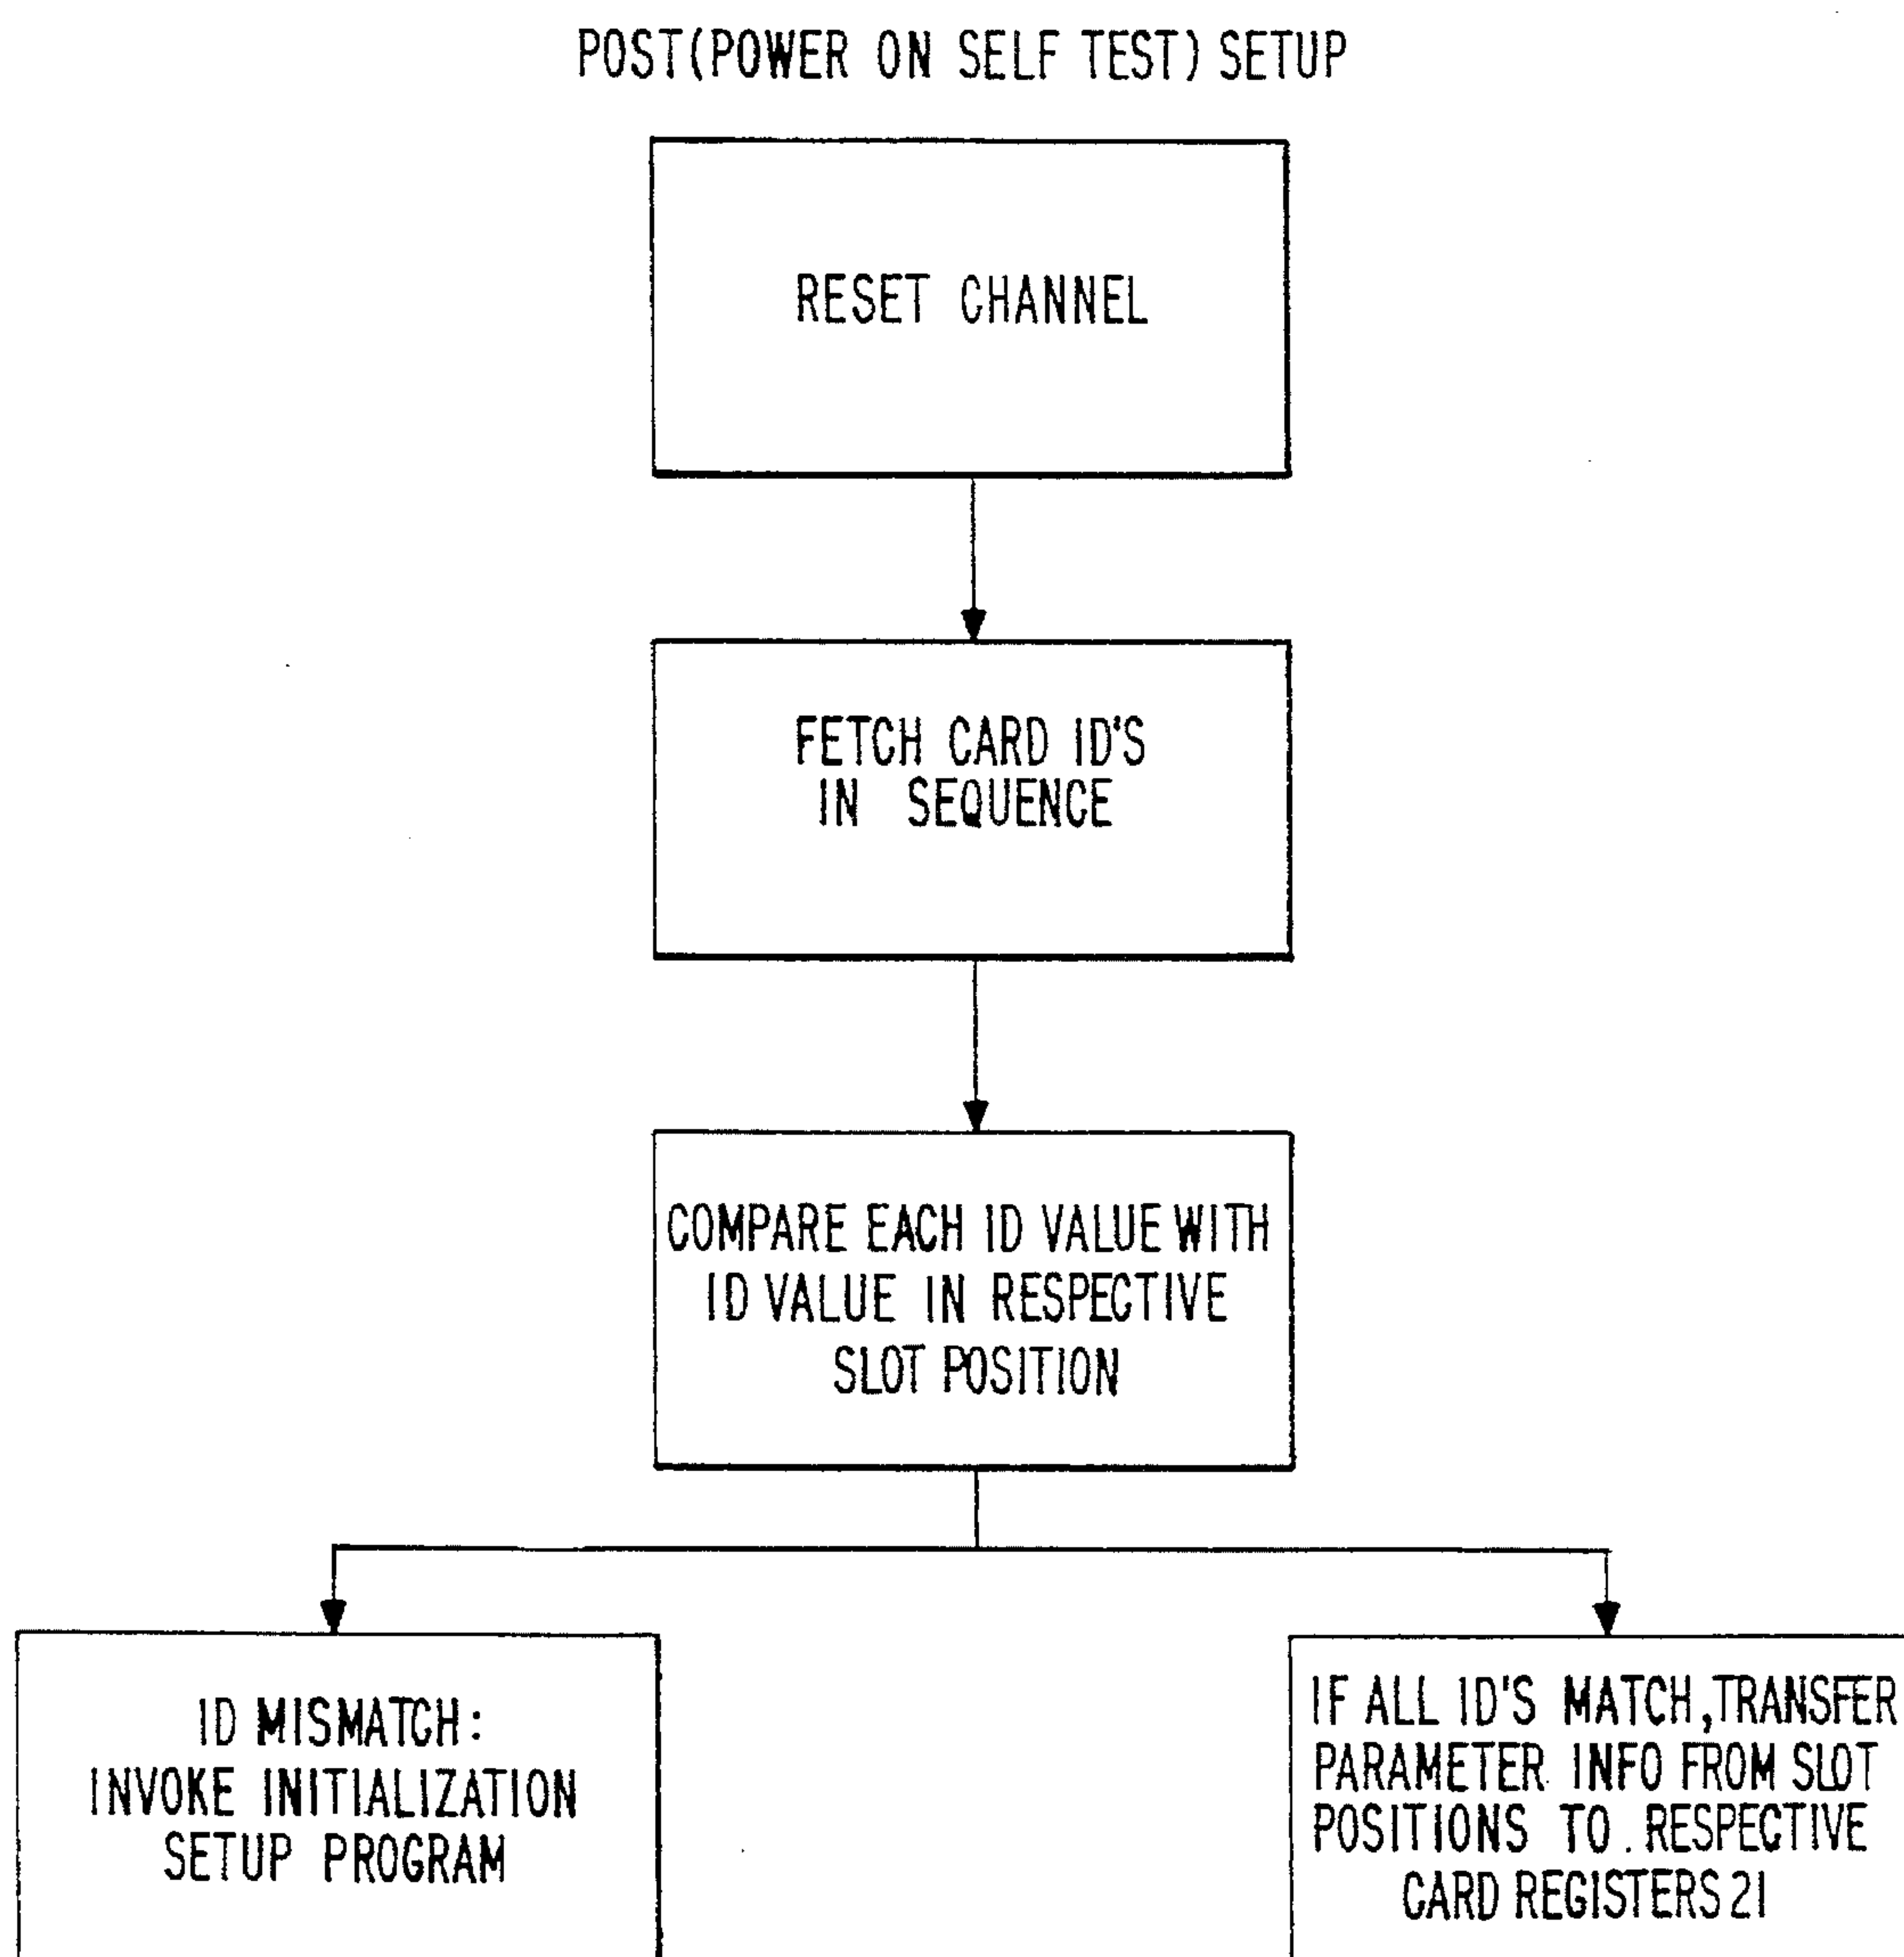 POST(POWER ON SELF TEST) SETUP
RESET CHANNEL
FETCH CARD ID'S
IN SEQUENCE
COMPARE EACH ID VALUE WITH
ID VALUE IN RESPECTIVE
SLOT POSITION
ID MISMATCH:
INVOKE INITIALIZATION
SETUP PROGRAM
IF ALL ID'S MATCH,TRANSFER
PARAMETER INFO FROM SLOT
POSITIONS TO RESPECTIVE
CARD REGISTERS 21